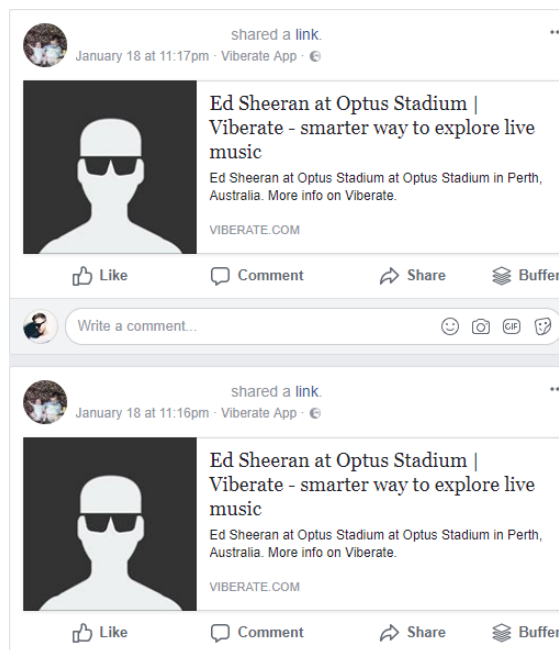 shared a link.
January 18 at 11:17pm · Viberate App ·
Ed Sheeran at Optus Stadium |
Viberate - smarter way to explore live
music
Ed Sheeran at Optus Stadium at Optus Stadium in Perth,
Australia. More info on Viberate.
VIBERATE.COM
Like Comment Share Buffer
Write a comment... GIF
shared a link.
January 18 at 11:16pm · Viberate App ·
Ed Sheeran at Optus Stadium |
Viberate - smarter way to explore live
music
Ed Sheeran at Optus Stadium at Optus Stadium in Perth,
Australia. More info on Viberate.
VIBERATE.COM
Like Comment Share Buffer